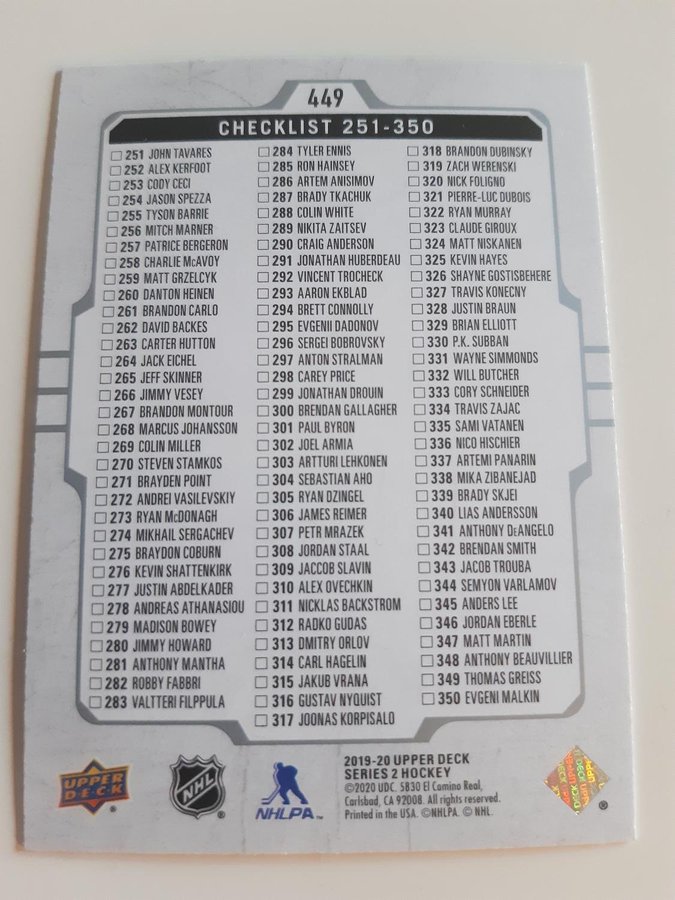 449
CHECKLIST 251-350
251 JOHN TAVARES
252 ALEX KERFOOT
253 CODY CECI
254 JASON SPEZZA
255 TYSON BARRIE
256 MITCH MARNER
257 PATRICE BERGERON
258 CHARLIE McAVOY
259 MATT GRZELCYK
260 DANTON HEINEN
261 BRANDON CARLO
262 DAVID BACKES
263 CARTER HUTTON
264 JACK EICHEL
265 JEFF SKINNER
266 JIMMY VESEY
267 BRANDON MONTOUR
268 MARCUS JOHANSSON
269 COLIN MILLER
270 STEVEN STAMKOS
271 BRAYDEN POINT
272 ANDREI VASILEVSKIY
273 RYAN McDONAGH
274 MIKHAIL SERGACHEV
275 BRAYDON COBURN
276 KEVIN SHATTENKIRK
277 JUSTIN ABDELKADER
278 ANDREAS ATHANASIOU
279 MADISON BOWEY
280 JIMMY HOWARD
281 ANTHONY MANTHA
282 ROBBY FABBRI
283 VALTTERI FILPPULA
284 TYLER ENNIS
285 RON HAINSEY
286 ARTEM ANISIMOV
287 BRADY TKACHUK
288 COLIN WHITE
289 NIKITA ZAITSEV
290 CRAIG ANDERSON
291 JONATHAN HUBERDEAU
292 VINCENT TROCHECK
293 AARON EKBLAD
294 BRETT CONNOLLY
295 EVGENII DADONOV
296 SERGEI BOBROVSKY
297 ANTON STRALMAN
298 CAREY PRICE
299 JONATHAN DROUIN
300 BRENDAN GALLAGHER
301 PAUL BYRON
302 JOEL ARMIA
303 ARTTURI LEHKONEN
304 SEBASTIAN AHO
305 RYAN DZINGEL
306 JAMES REIMER
307 PETR MRAZEK
308 JORDAN STAAL
309 JACCOB SLAVIN
310 ALEX OVECHKIN
311 NICKLAS BACKSTROM
312 RADKO GUDAS
313 DMITRY ORLOV
314 CARL HAGELIN
315 JAKUB VRANA
316 GUSTAV NYQUIST
317 JOONAS KORPISALO
318 BRANDON DUBINSKY
319 ZACH WERENSKI
320 NICK FOLIGNO
321 PIERRE-LUC DUBOIS
322 RYAN MURRAY
323 CLAUDE GIROUX
324 MATT NISKANEN
325 KEVIN HAYES
326 SHAYNE GOSTISBEHERE
327 TRAVIS KONECNY
328 JUSTIN BRAUN
329 BRIAN ELLIOTT
330 P.K. SUBBAN
331 WAYNE SIMMONDS
332 WILL BUTCHER
333 CORY SCHNEIDER
334 TRAVIS ZAJAC
335 SAMI VATANEN
336 NICO HISCHIER
337 ARTEMI PANARIN
338 MIKA ZIBANEJAD
339 BRADY SKJEI
340 LIAS ANDERSSON
341 ANTHONY DeANGELO
342 BRENDAN SMITH
343 JACOB TROUBA
344 SEMYON VARLAMOV
345 ANDERS LEE
346 JORDAN EBERLE
347 MATT MARTIN
348 ANTHONY BEAUVILLIER
349 THOMAS GREISS
350 EVGENI MALKIN
UPPER
DECK
NHL
NHLPA
2019-20 UPPER DECK
SERIES 2 HOCKEY
©2020 UDC. 5830 El Camino Real,
Carlsbad, CA 92008. All rights reserved.
Printed in the USA. ©NHLPA. © NHL.